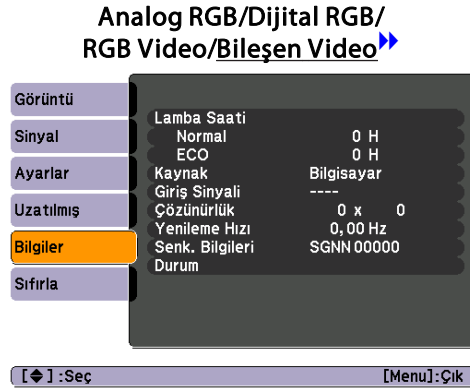 Analog RGB/Dijital RGB/
RGB Video/Bileşen Video
Görüntü
Sinyal
Ayarlar
Uzatılmış
Bilgiler
Sıfırla
Lamba Saati
Normal 0 H
ECO 0 H
Kaynak Bilgisayar
Giriş Sinyali ----
Çözünürlük 0 x 0
Yenileme Hızı 0,00 Hz
Senk. Bilgileri SGNN 00000
Durum
[ ] :Seç [Menu]:Çık